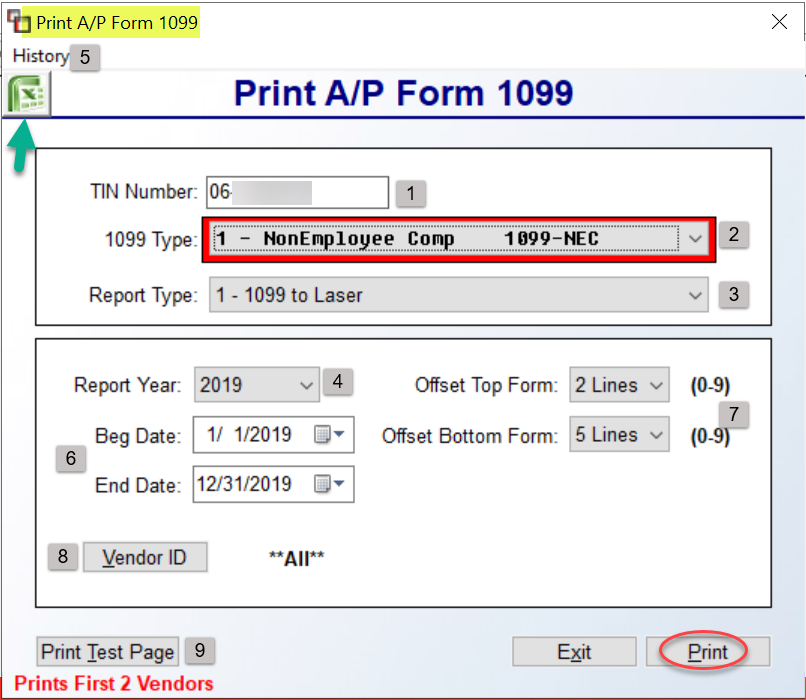 Print A/P Form 1099
History 5
Print A/P Form 1099
TIN Number: 06- 1
1099 Type: 1 - NonEmployee Comp 1099-NEC 2
Report Type: 1 - 1099 to Laser 3
Report Year: 2019 4 Offset Top Form: 2 Lines (0-9)
7
Beg Date: 1/ 1/2019 Offset Bottom Form: 5 Lines (0-9)
6
End Date: 12/31/2019
8 Vendor ID **All**
Print Test Page 9 Exit Print
Prints First 2 Vendors